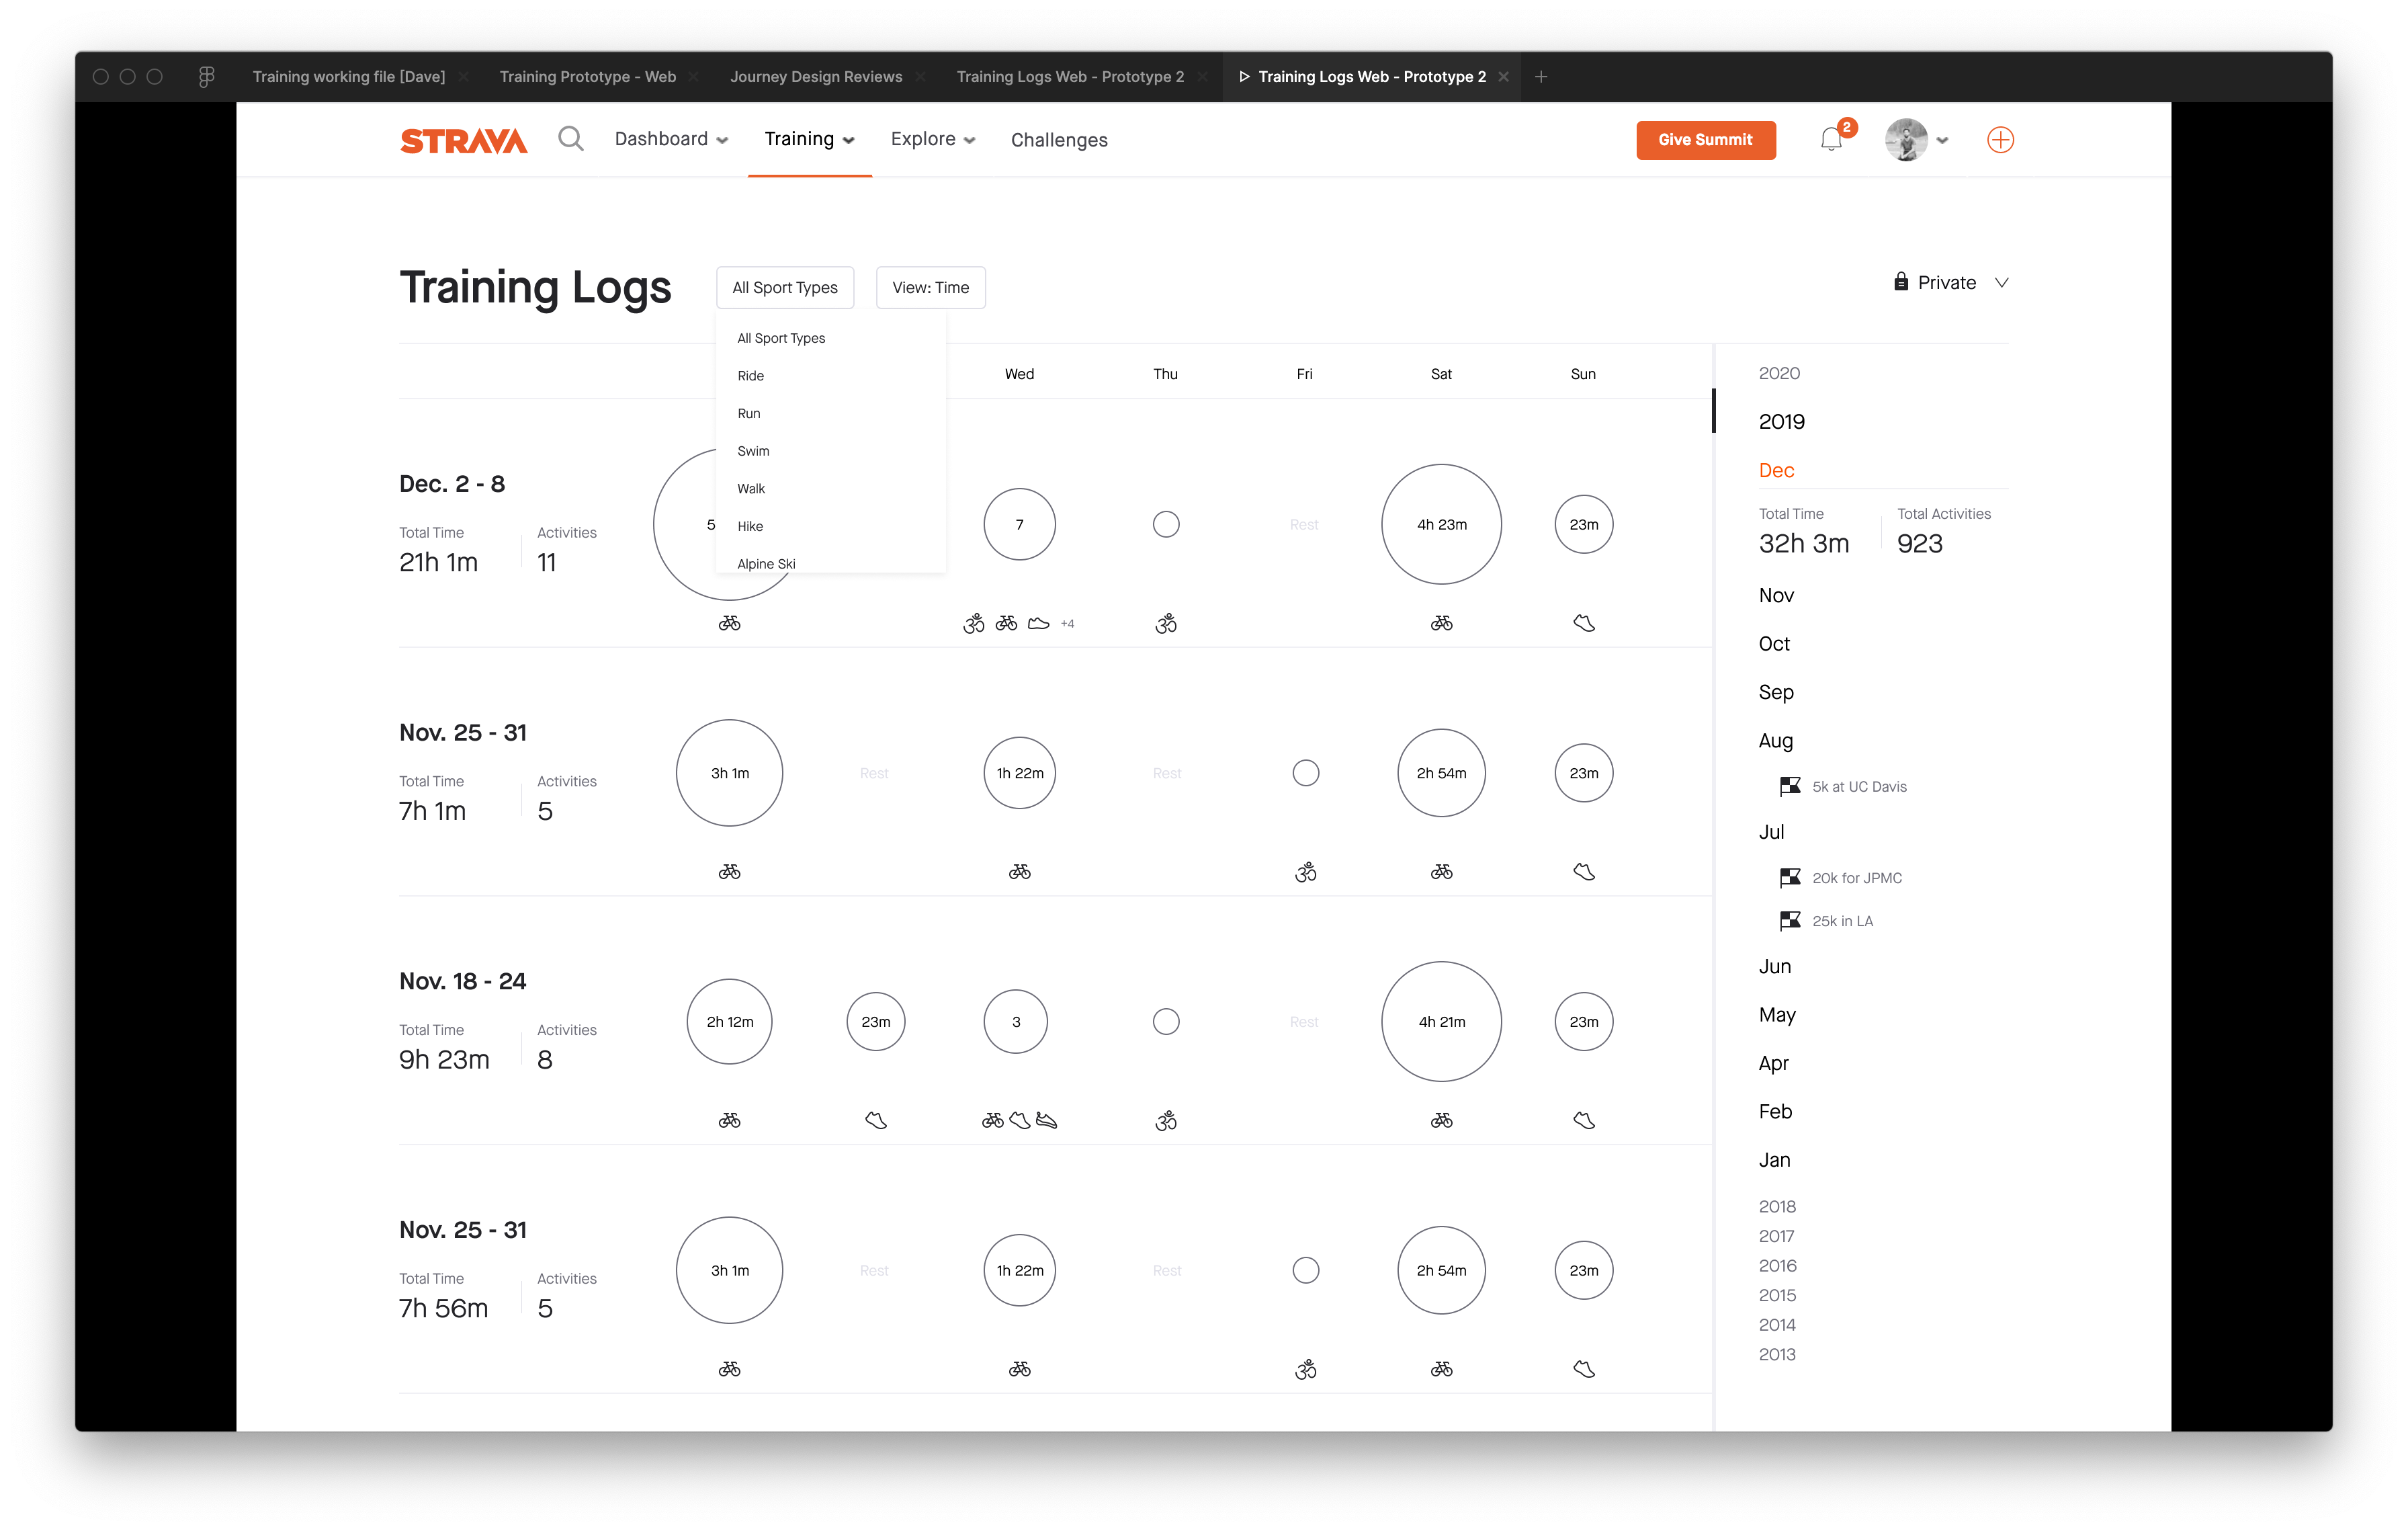 Training working file [Dave]
Training Prototype - Web
Journey Design Reviews
Training Logs Web - Prototype 2
Training Logs Web - Prototype 2
STRAVA
Dashboard
Training
Explore
Challenges
Give Summit
2
Training Logs
All Sport Types
View: Time
Private
All Sport Types
Ride
Run
Swim
Walk
Hike
Alpine Ski
Wed Thu Fri Sat Sun
Dec. 2 - 8
Total Time Activities
21h 1m 11
5 7 Rest 4h 23m 23m
+4
Nov. 25 - 31
Total Time Activities
7h 1m 5
3h 1m Rest 1h 22m Rest 2h 54m 23m
Nov. 18 - 24
Total Time Activities
9h 23m 8
2h 12m 23m 3 Rest 4h 21m 23m
Nov. 25 - 31
Total Time Activities
7h 56m 5
3h 1m Rest 1h 22m Rest 2h 54m 23m
2020
2019
Dec
Total Time Total Activities
32h 3m 923
Nov
Oct
Sep
Aug
5k at UC Davis
Jul
20k for JPMC
25k in LA
Jun
May
Apr
Feb
Jan
2018
2017
2016
2015
2014
2013